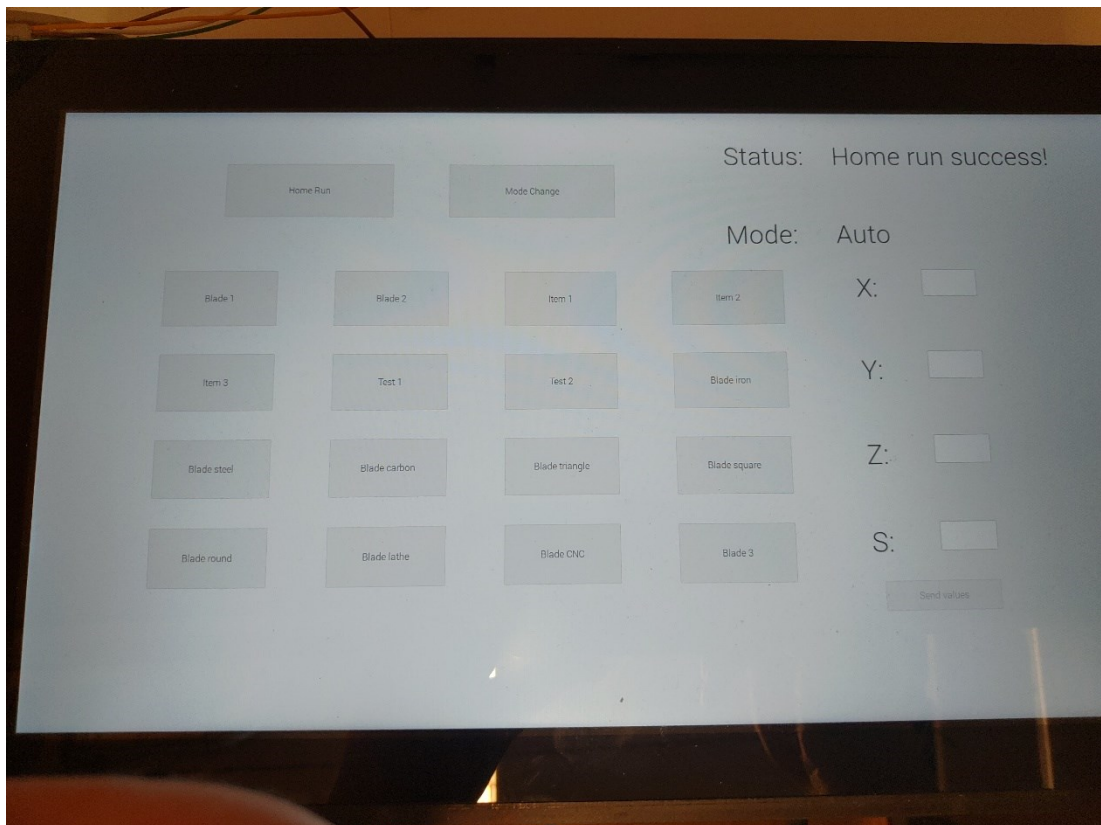 Status: Home run success!
Home Run Mode Change
Mode: Auto
Blade 1 Blade 2 Item 1 Item 2 X:
Item 3 Test 1 Test 2 Blade iron Y:
Blade steel Blade carbon Blade triangle Blade square Z:
Blade round Blade lathe Blade CNC Blade 3 S:
Send values